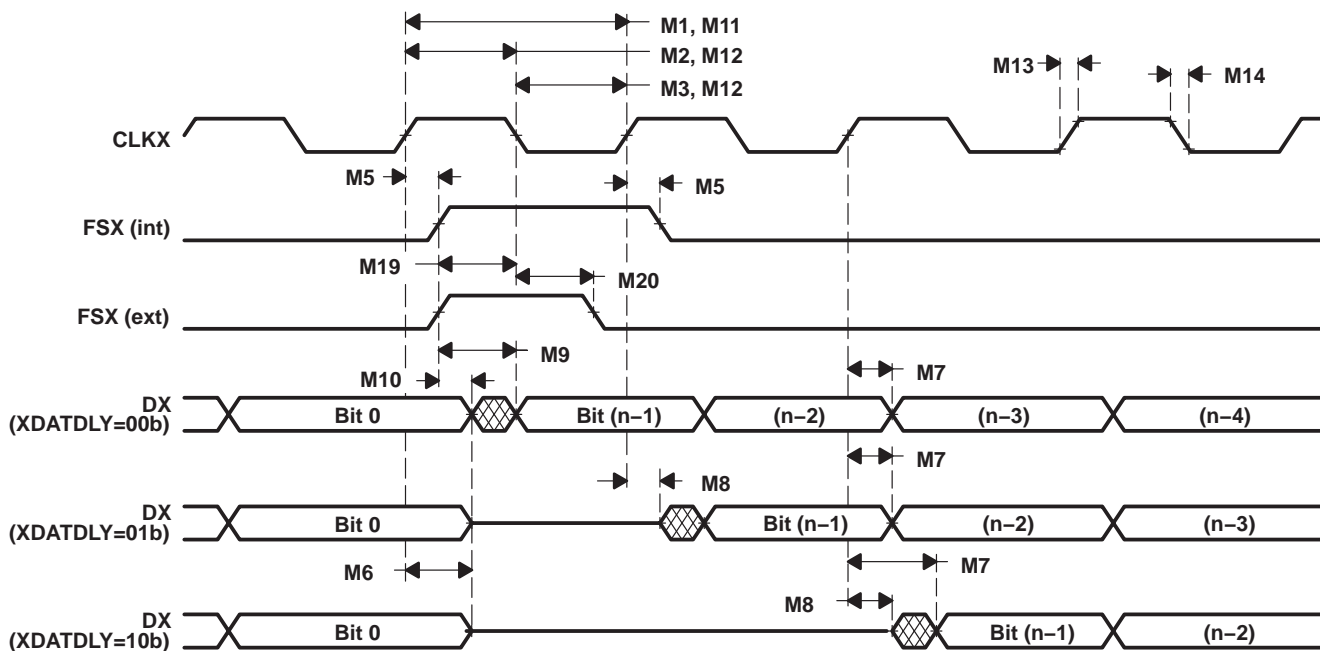 M1, M11
M2, M12
M3, M12
M13
M14
CLKX
M5
M5
FSX (int)
M19
M20
FSX (ext)
M9
M10
M7
DX
(XDATDLY=00b)
Bit 0
Bit (n−1)
(n−2)
(n−3)
(n−4)
M7
M8
DX
(XDATDLY=01b)
Bit 0
Bit (n−1)
(n−2)
(n−3)
M6
M7
M8
DX
(XDATDLY=10b)
Bit 0
Bit (n−1)
(n−2)